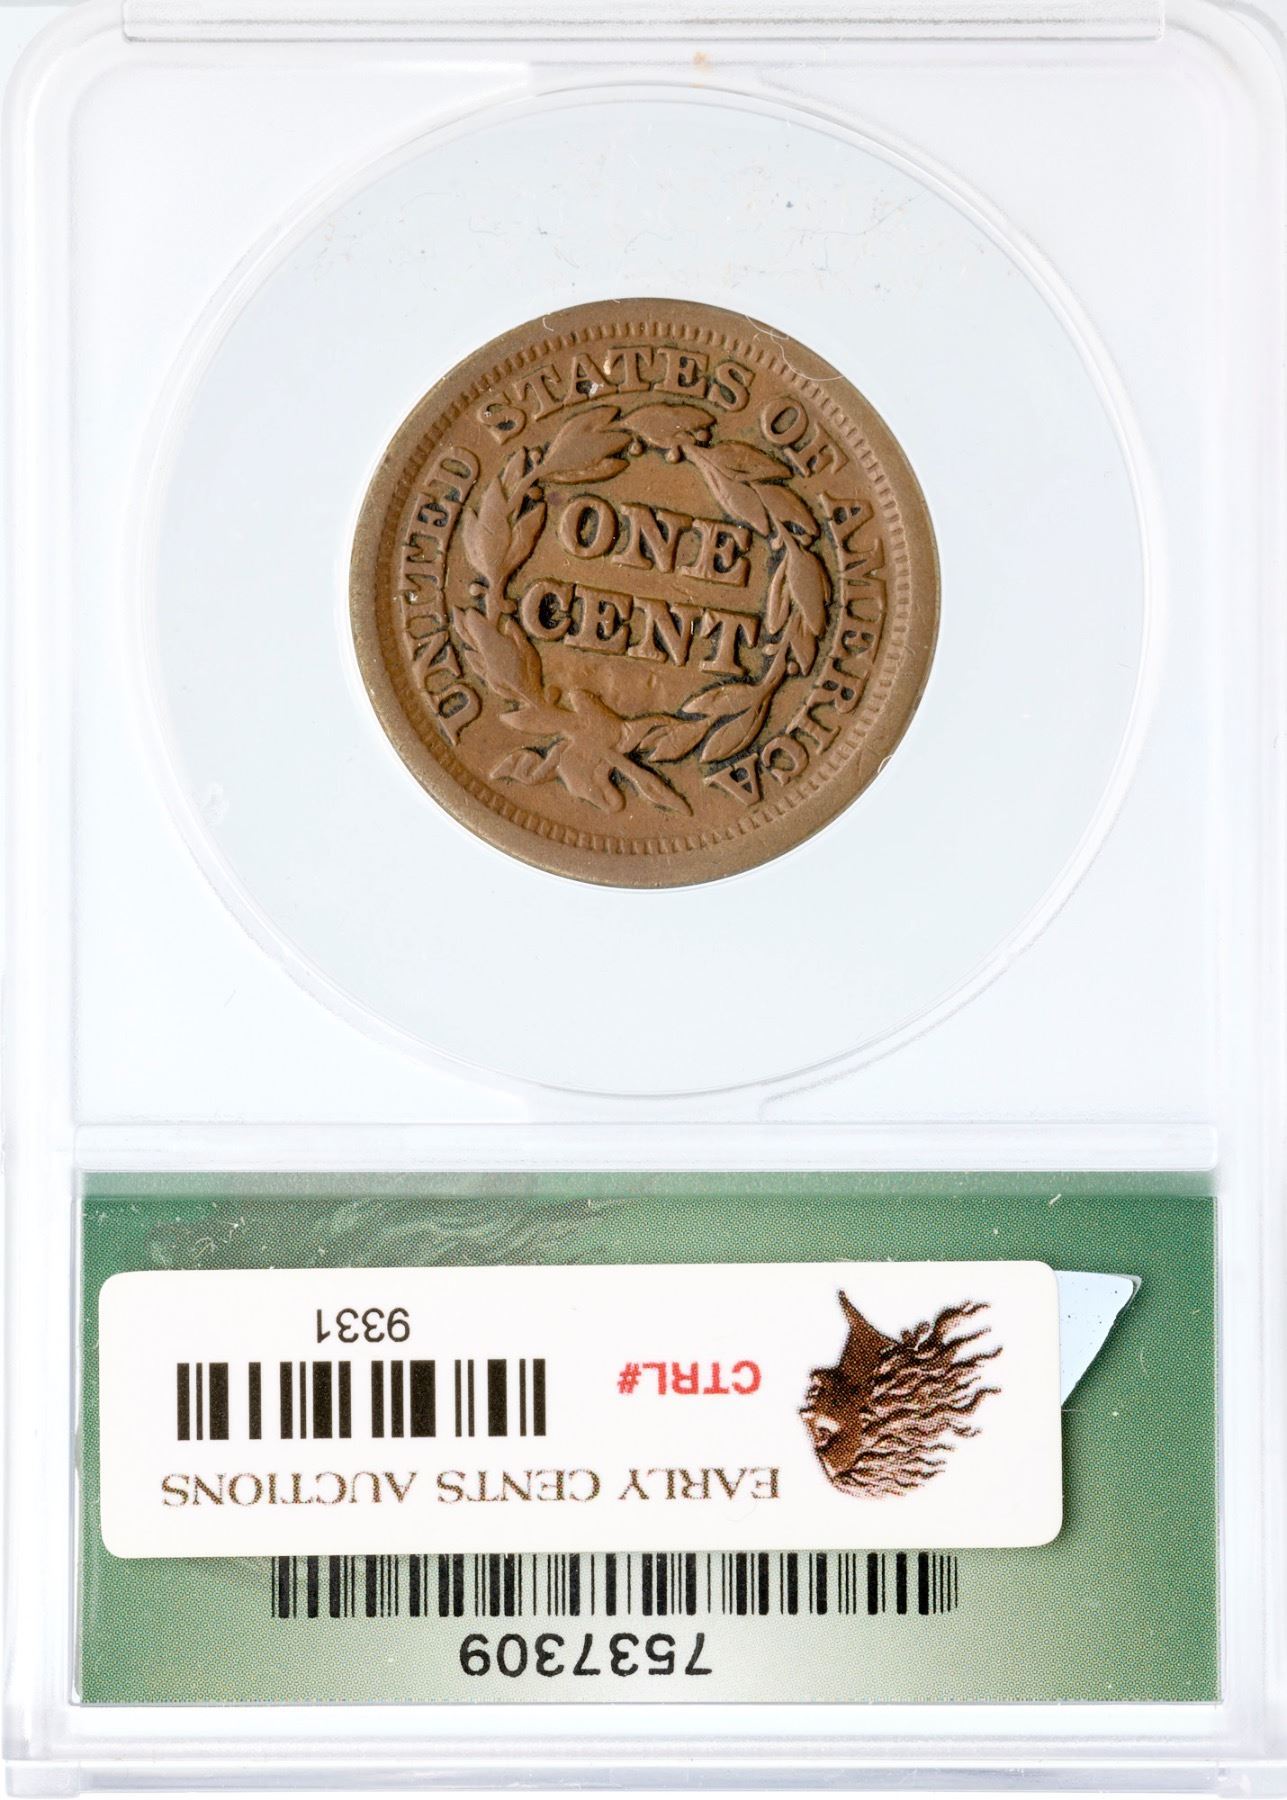 UNITED STATES OF AMERICA
ONE
CENT
EARLY CENTS AUCTIONS
CTRL#
9331
7537309